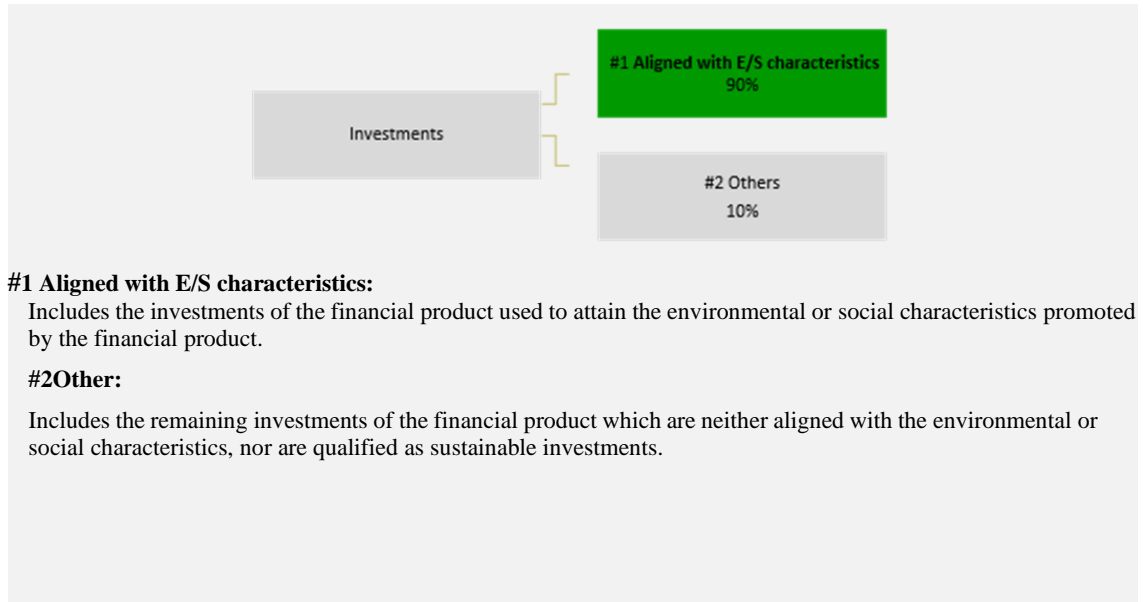 #1 Aligned with E/S characteristics
90%
Investments
#2 Others
10%
#1 Aligned with E/S characteristics:
Includes the investments of the financial product used to attain the environmental or social characteristics promoted
by the financial product.
#2Other:
Includes the remaining investments of the financial product which are neither aligned with the environmental or
social characteristics, nor are qualified as sustainable investments.